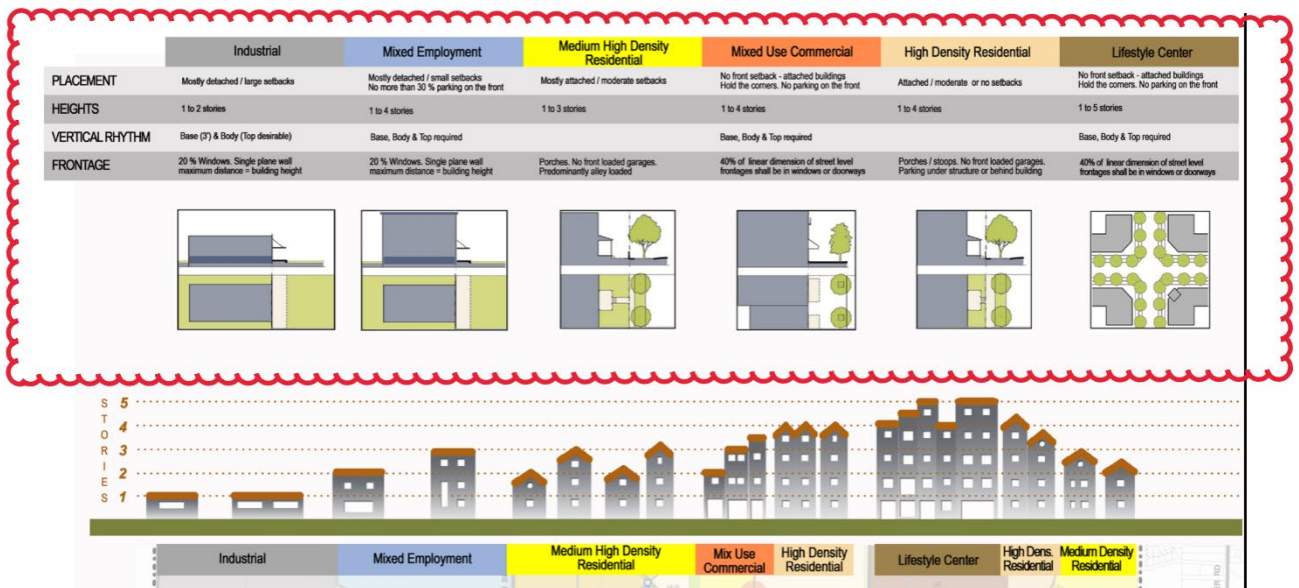 Industrial
Mixed Employment
Medium High Density
Residential
Mixed Use Commercial
High Density Residential
Lifestyle Center
PLACEMENT
Mostly detached / large setbacks
Mostly detached / small setbacks
No more than 30 % parking on the front
Mostly attached / moderate setbacks
No front setback - attached buildings
Hold the corners. No parking on the front
Attached / moderate or no setbacks
No front setback - attached buildings
Hold the corners. No parking on the front
HEIGHTS
1 to 2 stories
1 to 4 stories
1 to 3 stories
1 to 4 stories
1 to 4 stories
1 to 5 stories
VERTICAL RHYTHM
Base (3') & Body (Top desirable)
Base, Body & Top required
Base, Body & Top required
Base, Body & Top required
FRONTAGE
20 % Windows. Single plane wall
maximum distance = building height
20 % Windows. Single plane wall
maximum distance = building height
Porches. No front loaded garages.
Predominantly alley loaded
40% of linear dimension of street level
frontages shall be in windows or doorways
Porches / stoops. No front loaded garages.
Parking under structure or behind building
40% of linear dimension of street level
frontages shall be in windows or doorways
STORIES
5
4
3
2
1
Industrial
Mixed Employment
Medium High Density
Residential
Mix Use
Commercial
High Density
Residential
Lifestyle Center
High Dens.
Residential
Medium Density
Residential